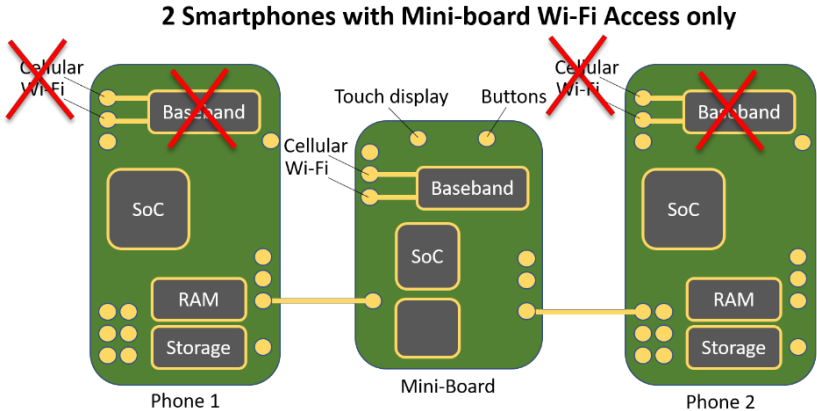 2 Smartphones with Mini-board Wi-Fi Access only
Cellular
Wi-Fi
Baseband
SoC
RAM
Storage
Phone 1
Touch display
Buttons
Cellular
Wi-Fi
Baseband
SoC
Mini-Board
Cellular
Wi-Fi
Baseband
SoC
RAM
Storage
Phone 2